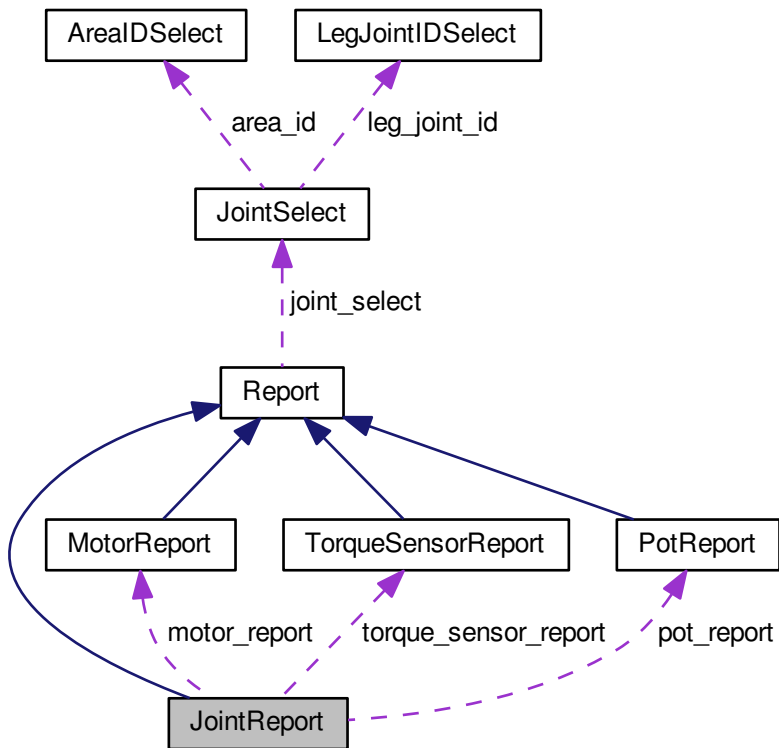 AreaIDSelect
LegJointIDSelect
area_id
leg_joint_id
JointSelect
joint_select
Report
MotorReport
TorqueSensorReport
PotReport
motor_report
torque_sensor_report
pot_report
JointReport